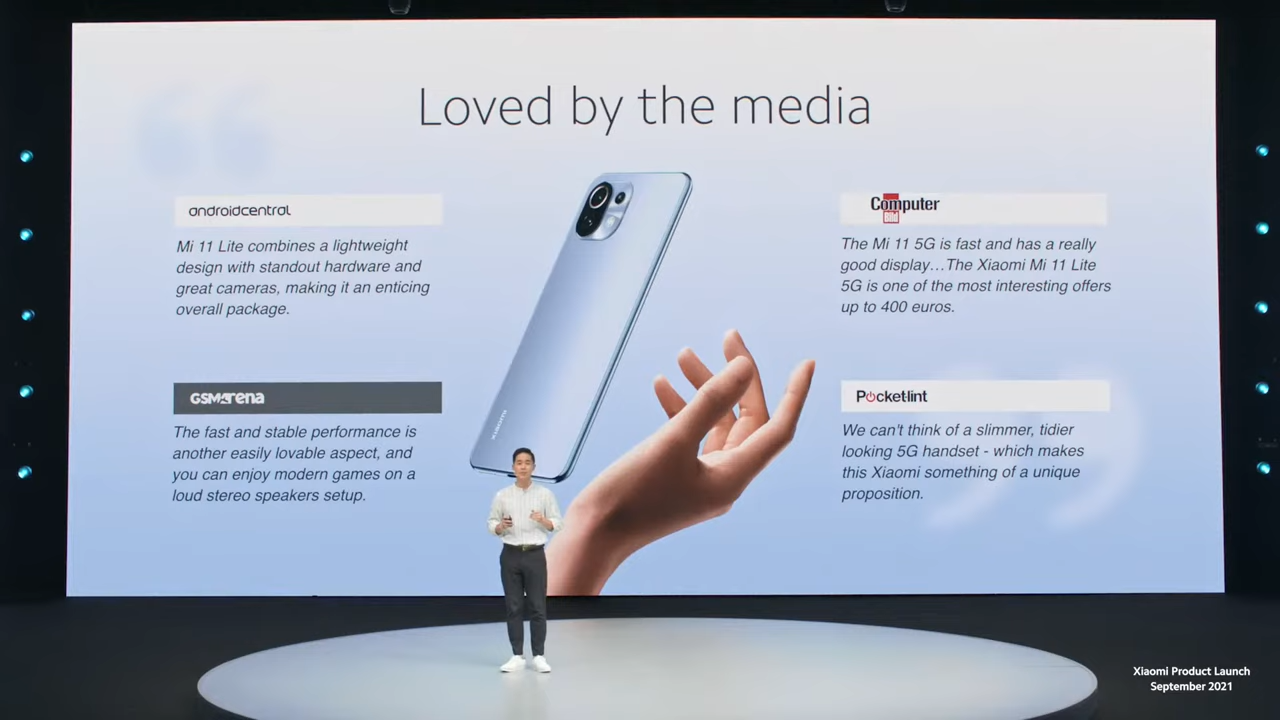 Loved by the media
androidcentral
Mi 11 Lite combines a lightweight
design with standout hardware and
great cameras, making it an enticing
overall package.
GSMArena
The fast and stable performance is
another easily lovable aspect, and
you can enjoy modern games on a
loud stereo speakers setup.
XIAOMI
Computer
Bild
The Mi 11 5G is fast and has a really
good display...The Xiaomi Mi 11 Lite
5G is one of the most interesting offers
up to 400 euros.
Pocket-lint
We can't think of a slimmer, tidier
looking 5G handset - which makes
this Xiaomi something of a unique
proposition.
Xiaomi Product Launch
September 2021